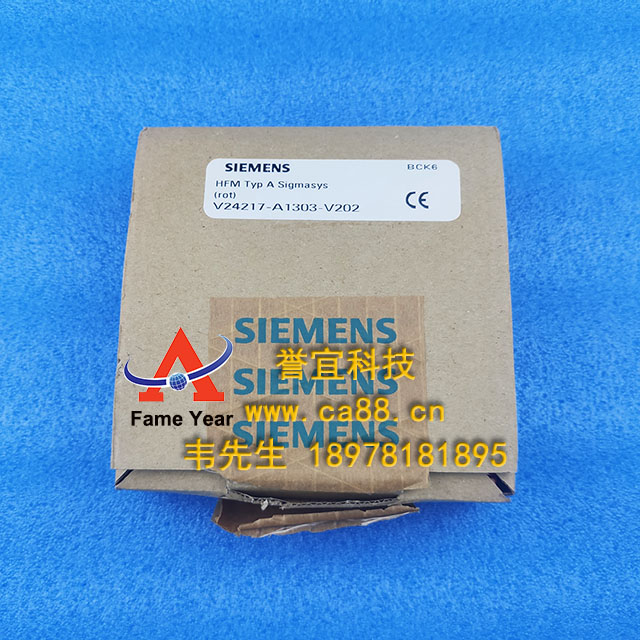 SIEMENS
BCK6
HFM Typ A Sigmasys
(rot)
V24217-A1303-V202
CE
SIEMENS
誉宜科技
SIEMENS
Fame Year
www.ca88.cn
SIEMENS
韦先生 18978181895